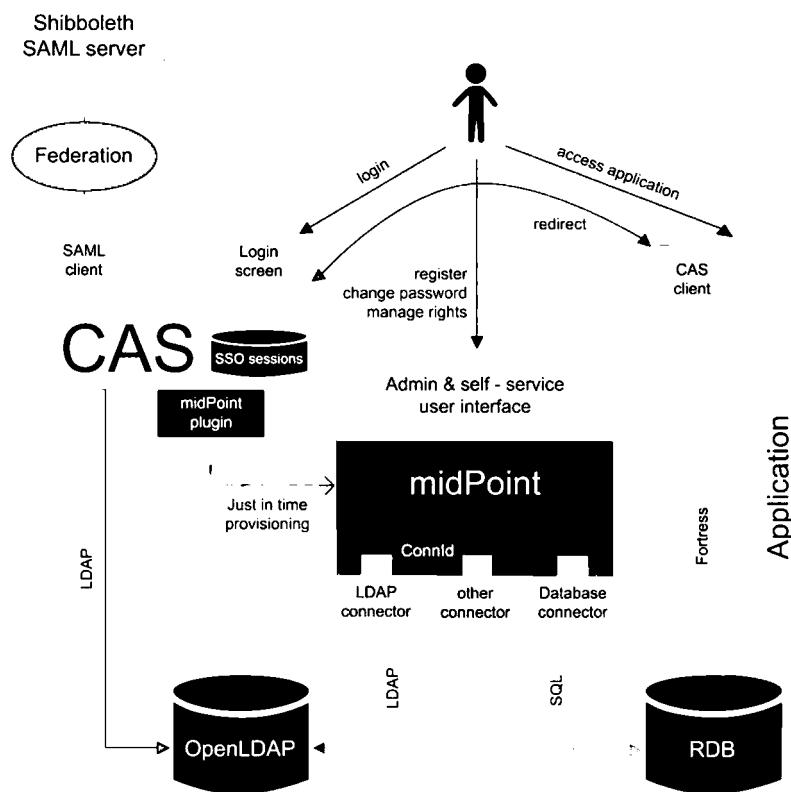 Shibboleth
SAML server
Federation
login
access application
redirect
SAML
client
Login
screen
CAS
client
register
change password
manage rights
CAS
SSO sessions
Admin & self - service
user interface
midPoint
plugin
midPoint
Just in time
provisioning
ConnId
LDAP
connector
other
connector
Database
connector
Fortress
Application
LDAP
LDAP
SQL
OpenLDAP
RDB